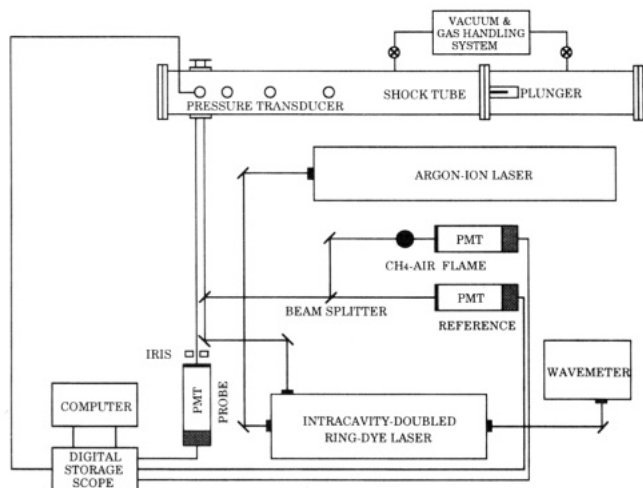 VACUUM &
GAS HANDLING
SYSTEM
PRESSURE TRANSDUCER
SHOCK TUBE
PLUNGER
ARGON-ION LASER
PMT
CH4-AIR FLAME
PMT
BEAM SPLITTER
REFERENCE
IRIS
WAVEMETER
PMT
PROBE
COMPUTER
INTRACAVITY-DOUBLED
RING-DYE LASER
DIGITAL
STORAGE
SCOPE